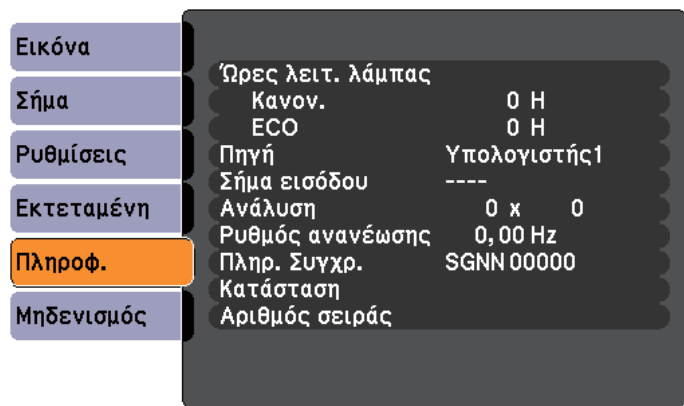 Εικόνα
Σήμα
Ρυθμίσεις
Εκτεταμένη
Πληροφ.
Μηδενισμός
Ώρες λειτ. λάμπας
Κανον. 0 H
ECO 0 H
Πηγή Υπολογιστής1
Σήμα εισόδου ----
Ανάλυση 0 x 0
Ρυθμός ανανέωσης 0,00 Hz
Πληρ. Συγχρ. SGNN 00000
Κατάσταση
Αριθμός σειράς